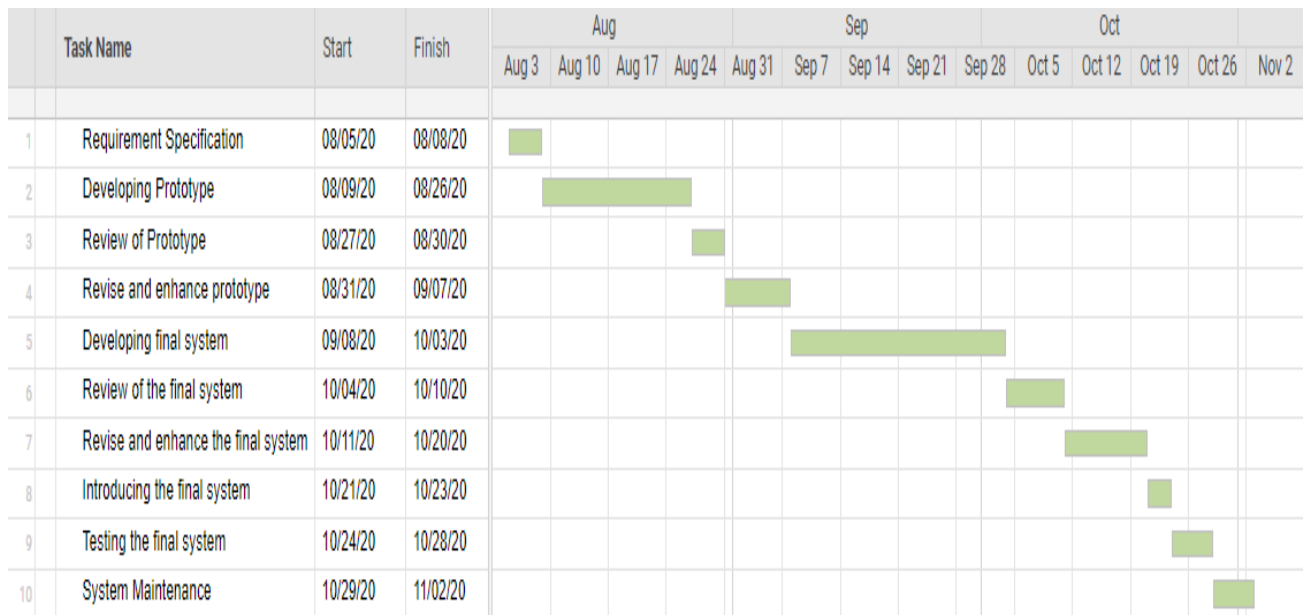 Aug Sep Oct
Task Name Start Finish
Aug 3 Aug 10 Aug 17 Aug 24 Aug 31 Sep 7 Sep 14 Sep 21 Sep 28 Oct 5 Oct 12 Oct 19 Oct 26 Nov 2
1 Requirement Specification 08/05/20 08/08/20
2 Developing Prototype 08/09/20 08/26/20
3 Review of Prototype 08/27/20 08/30/20
4 Revise and enhance prototype 08/31/20 09/07/20
5 Developing final system 09/08/20 10/03/20
6 Review of the final system 10/04/20 10/10/20
7 Revise and enhance the final system 10/11/20 10/20/20
8 Introducing the final system 10/21/20 10/23/20
9 Testing the final system 10/24/20 10/28/20
10 System Maintenance 10/29/20 11/02/20